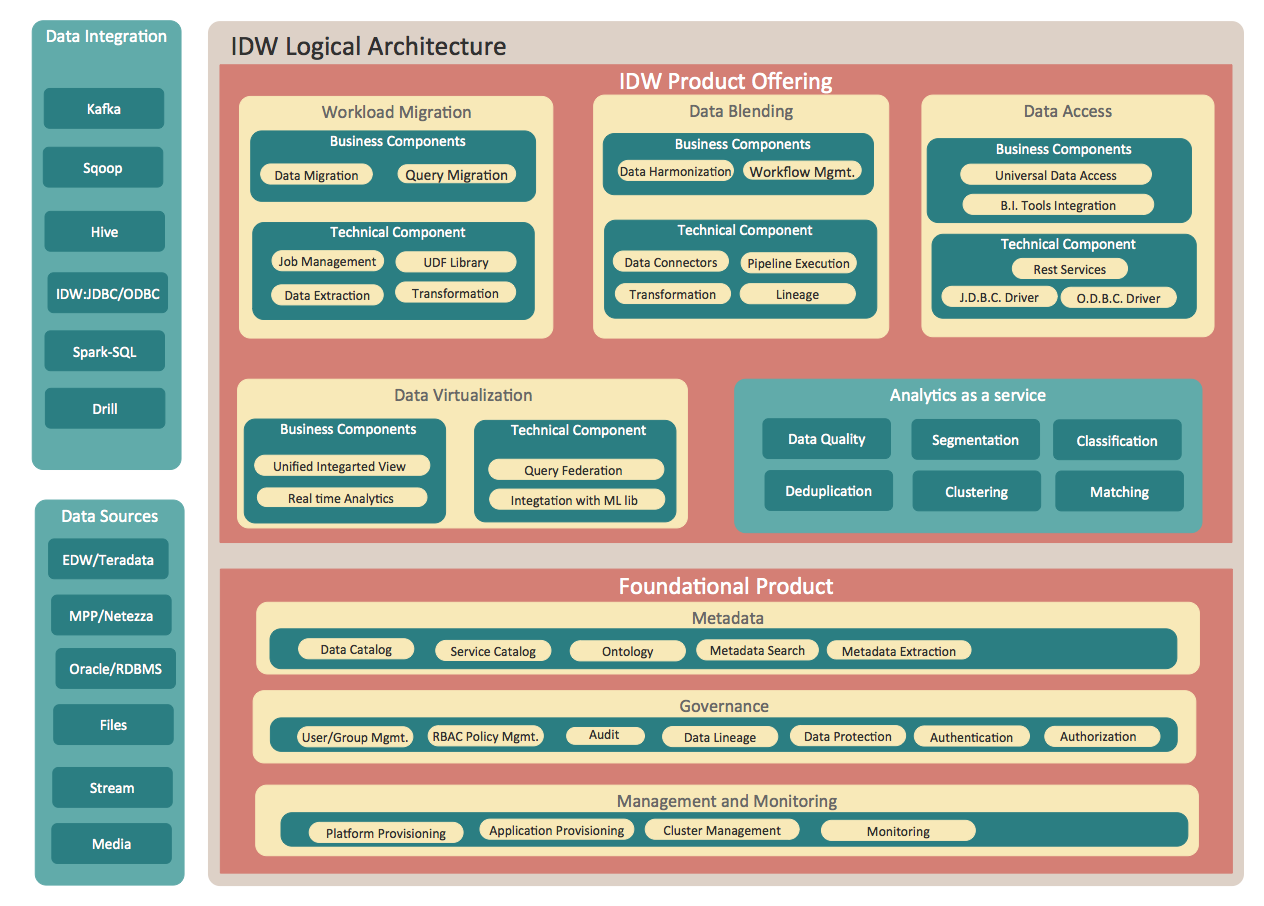 Data Integration
Kafka
Sqoop
Hive
IDW:JDBC/ODBC
Spark-SQL
Drill
Data Sources
EDW/Teradata
MPP/Netezza
Oracle/RDBMS
Files
Stream
Media
IDW Logical Architecture
IDW Product Offering
Workload Migration
Business Components
Data Migration
Query Migration
Technical Component
Job Management
UDF Library
Data Extraction
Transformation
Data Blending
Business Components
Data Harmonization
Workflow Mgmt.
Technical Component
Data Connectors
Pipeline Execution
Transformation
Lineage
Data Access
Business Components
Universal Data Access
B.I. Tools Integration
Technical Component
Rest Services
J.D.B.C. Driver
O.D.B.C. Driver
Data Virtualization
Business Components
Unified Integarted View
Real time Analytics
Technical Component
Query Federation
Integtation with ML lib
Analytics as a service
Data Quality
Segmentation
Classification
Deduplication
Clustering
Matching
Foundational Product
Metadata
Data Catalog
Service Catalog
Ontology
Metadata Search
Metadata Extraction
Governance
User/Group Mgmt.
RBAC Policy Mgmt.
Audit
Data Lineage
Data Protection
Authentication
Authorization
Management and Monitoring
Platform Provisioning
Application Provisioning
Cluster Management
Monitoring